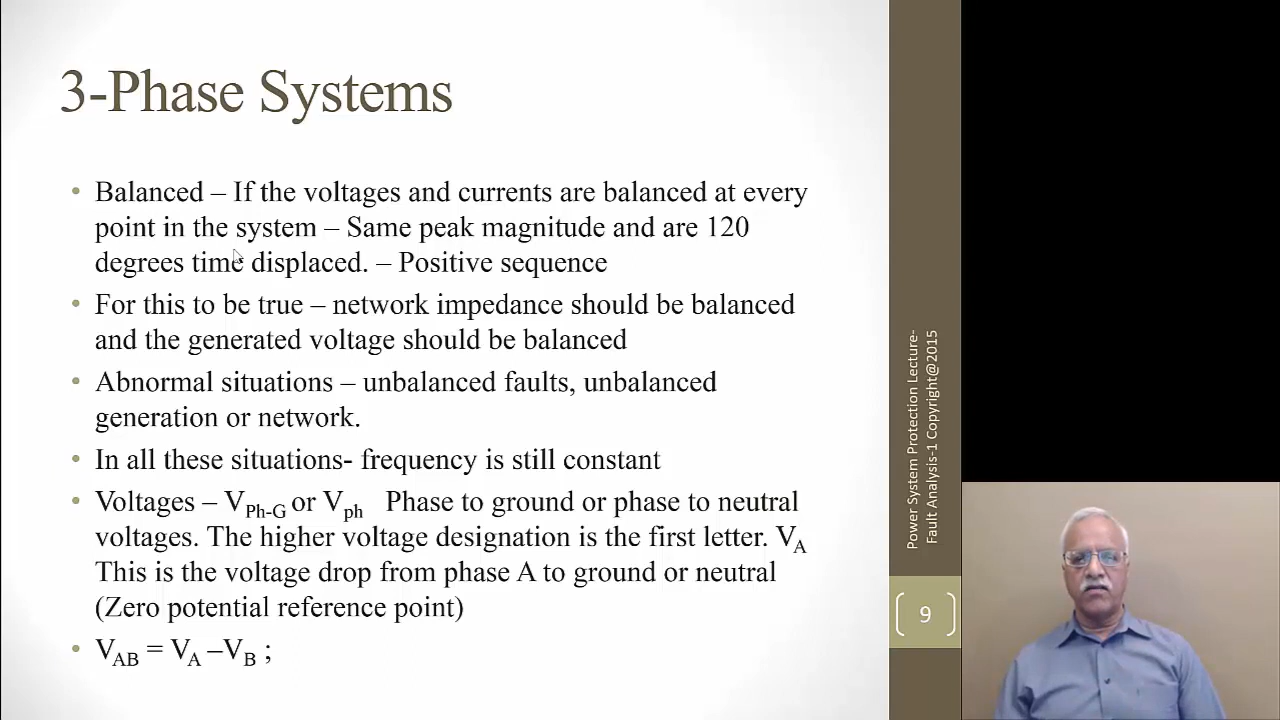 3-Phase Systems
• Balanced – If the voltages and currents are balanced at every
point in the system – Same peak magnitude and are 120
degrees time displaced. – Positive sequence
• For this to be true – network impedance should be balanced
and the generated voltage should be balanced
• Abnormal situations – unbalanced faults, unbalanced
generation or network.
• In all these situations- frequency is still constant
• Voltages – VPh-G or Vph Phase to ground or phase to neutral
voltages. The higher voltage designation is the first letter. VA
This is the voltage drop from phase A to ground or neutral
(Zero potential reference point)
• VAB = VA –VB ;
Power System Protection Lecture-
Fault Analysis-1 Copyright@2015
9